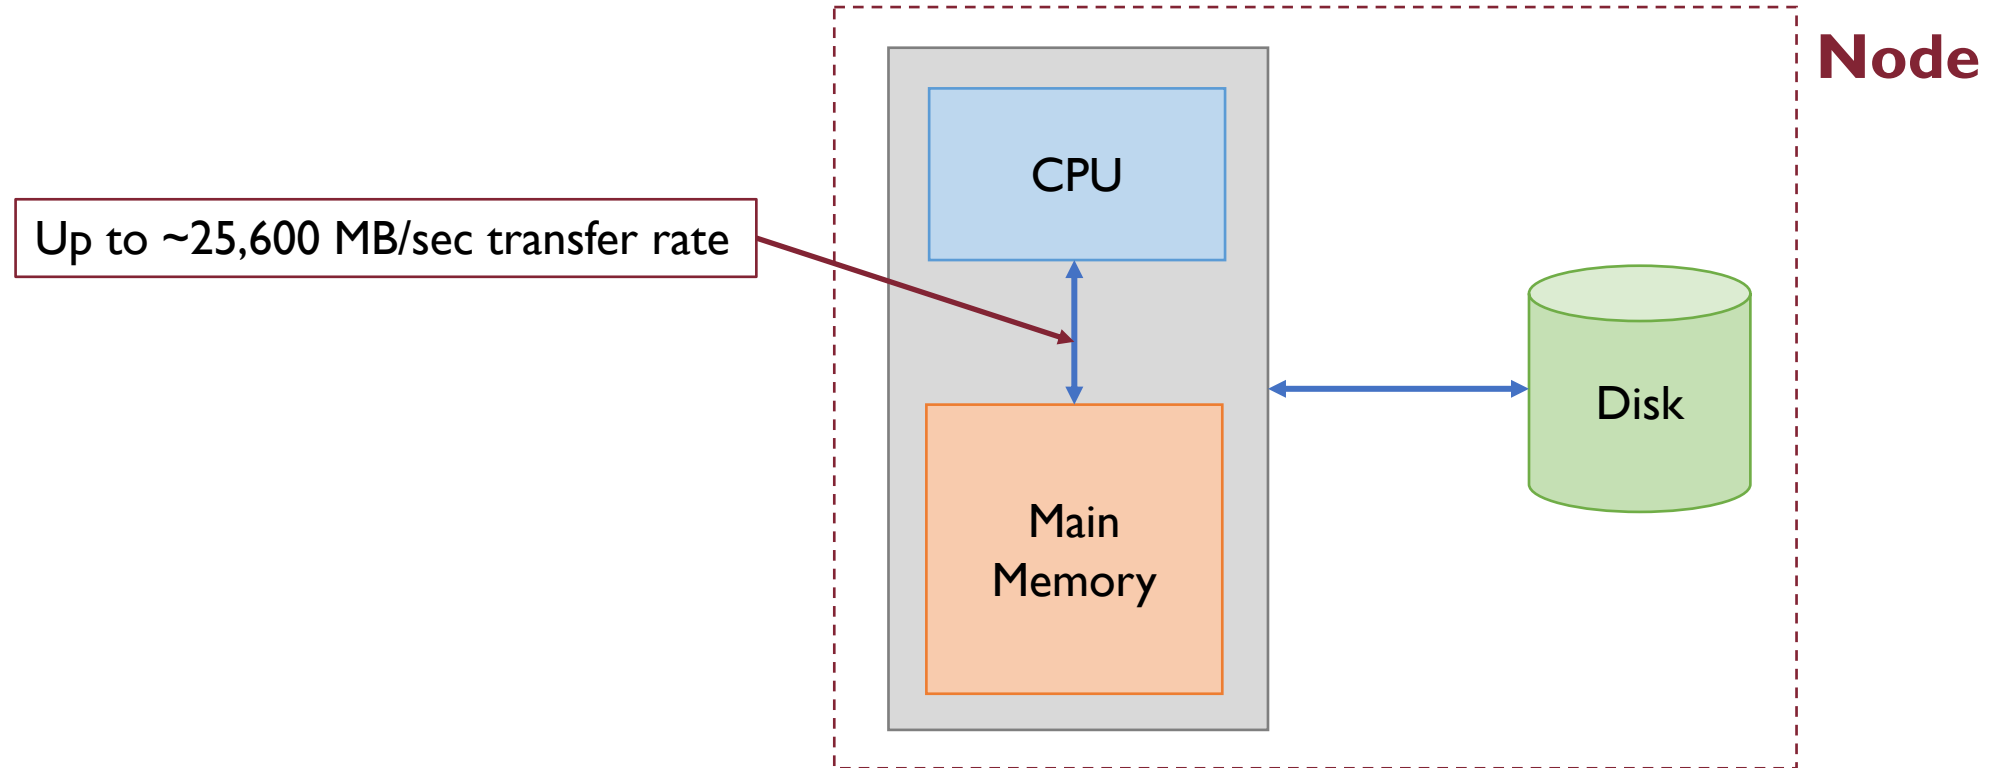 Node
CPU
Up to ~25,600 MB/sec transfer rate
Disk
Main
Memory